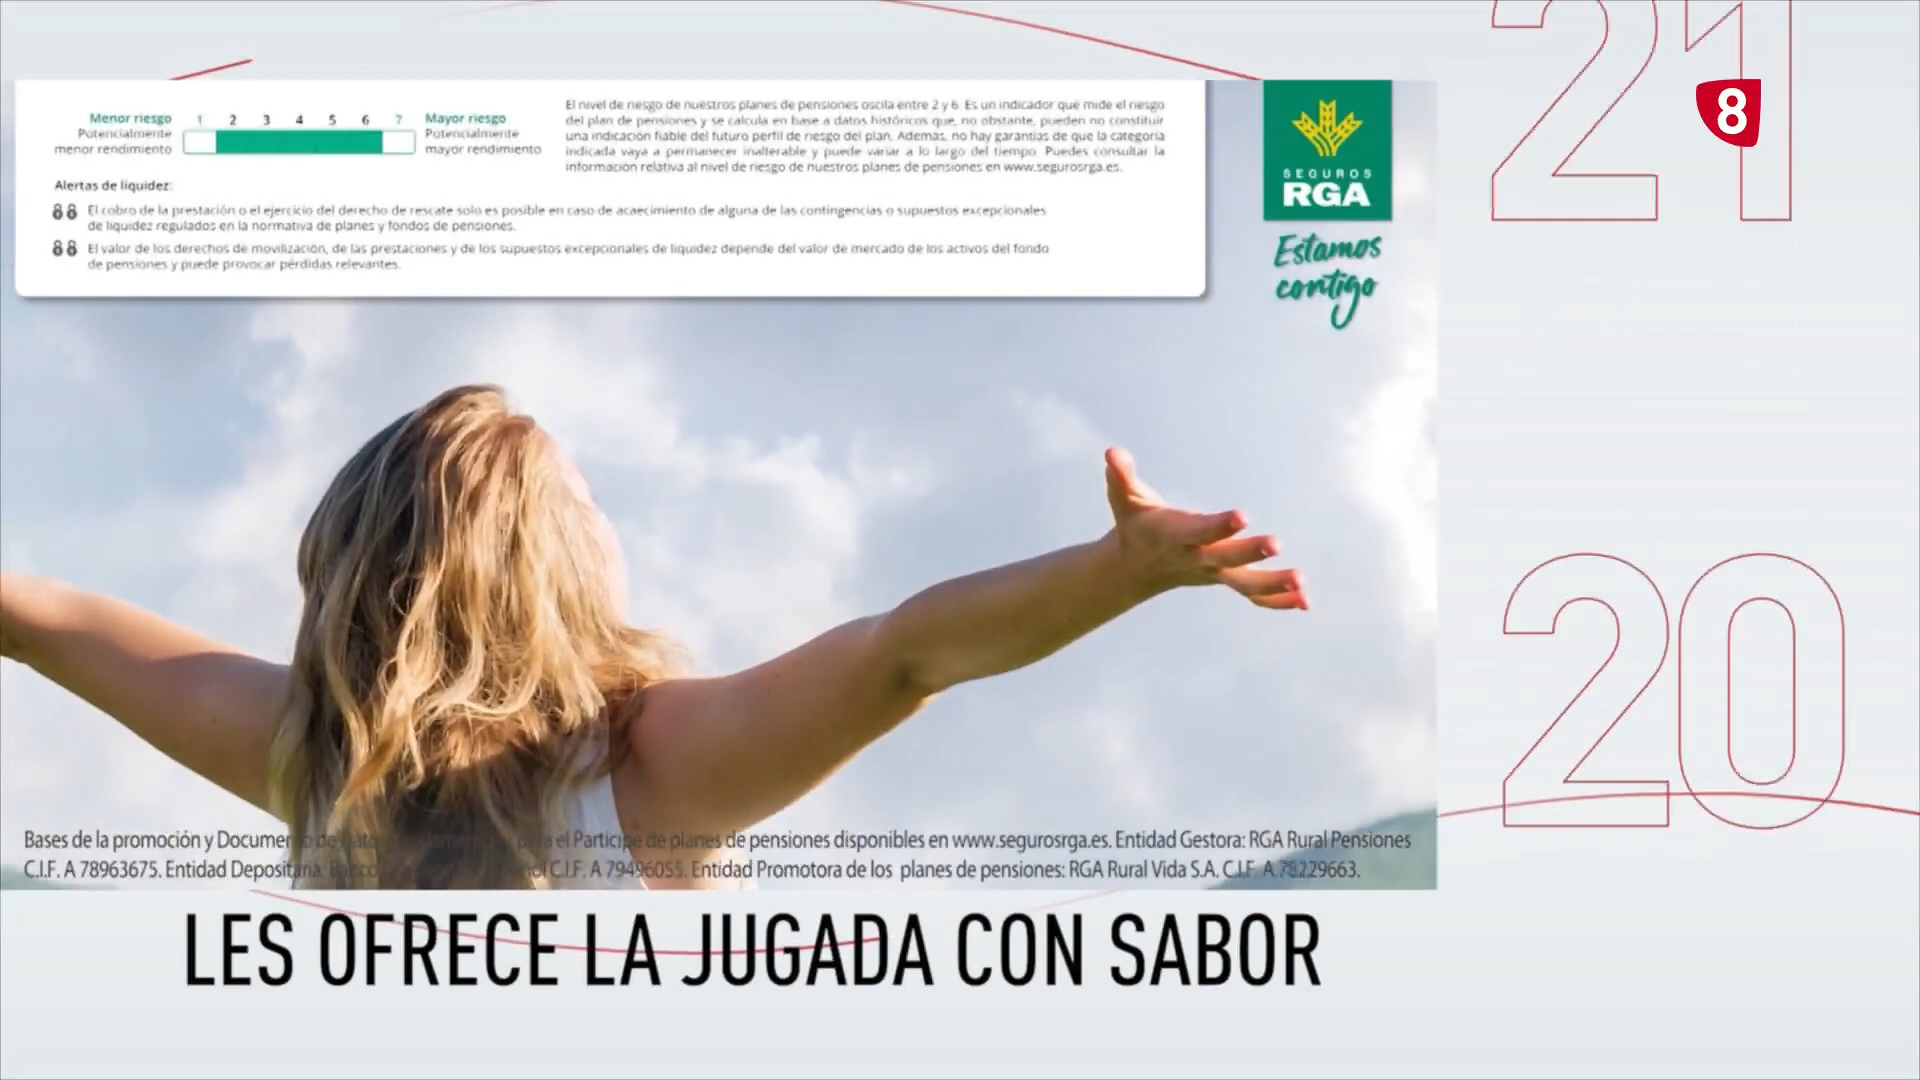 21
8
Menor riesgo 1 2 3 4 5 6 7 Mayor riesgo
Potencialmente menor rendimiento
Potencialmente mayor rendimiento
El nivel de riesgo de nuestros planes de pensiones oscila entre 2 y 6. Es un indicador que mide el riesgo
del plan de pensiones y se calcula en base a datos históricos que, no obstante, pueden no constituir
una indicación fiable del futuro perfil de riesgo del plan. Además, no hay garantías de que la categoría
indicada vaya a permanecer inalterable y puede variar a lo largo del tiempo. Puedes consultar la
información relativa al nivel de riesgo de nuestros planes de pensiones en www.segurosrga.es.
Alertas de liquidez:
El cobro de la prestación o el ejercicio del derecho de rescate solo es posible en caso de acaecimiento de alguna de las contingencias o supuestos excepcionales
de liquidez regulados en la normativa de planes y fondos de pensiones.
El valor de los derechos de movilización, de las prestaciones y de los supuestos excepcionales de liquidez depende del valor de mercado de los activos del fondo
de pensiones y puede provocar pérdidas relevantes.
SEGUROS
RGA
Estamos
contigo
20
Bases de la promoción y el Partícipe de planes de pensiones disponibles en www.segurosrga.es. Entidad Gestora: RGA Rural Pensiones
C.I.F. A 78963675. Entidad Depositaria: C.I.F. A 79496055. Entidad Promotora de los planes de pensiones: RGA Rural Vida S.A. C.I.F A 78229663.
LES OFRECE LA JUGADA CON SABOR